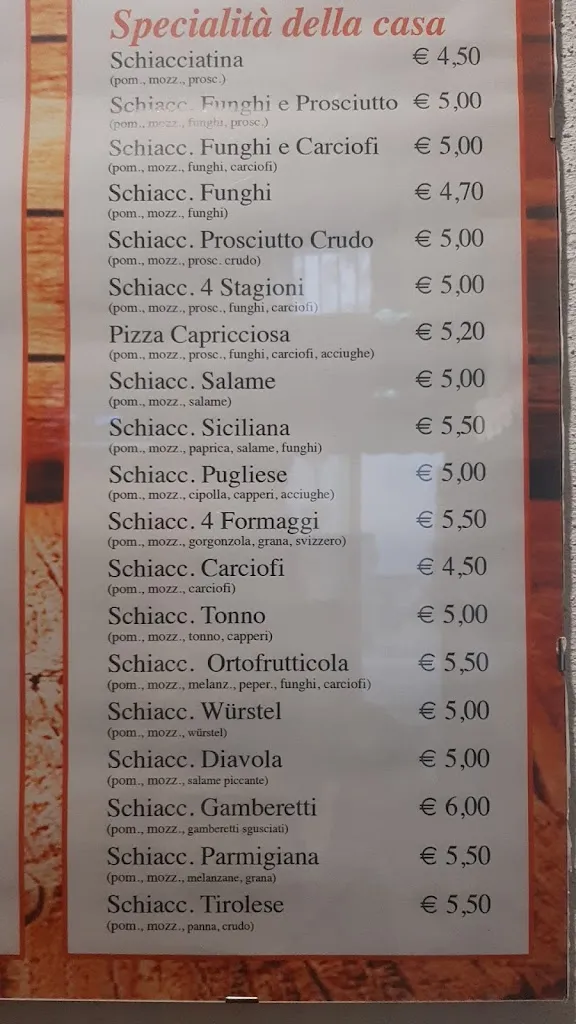 Specialità della casa
Schiacciatina € 4,50
(pom., mozz., prosc.)
Schiacc. Funghi e Prosciutto € 5,00
(pom., mozz., funghi, prosc.)
Schiacc. Funghi e Carciofi € 5,00
(pom., mozz., funghi, carciofi)
Schiacc. Funghi € 4,70
(pom., mozz., funghi)
Schiacc. Prosciutto Crudo € 5,00
(pom., mozz., prosc. crudo)
Schiacc. 4 Stagioni € 5,00
(pom., mozz., prosc., funghi, carciofi)
Pizza Capricciosa € 5,20
(pom., mozz., prosc., funghi, carciofi, acciughe)
Schiacc. Salame € 5,00
(pom., mozz., salame)
Schiacc. Siciliana € 5,50
(pom., mozz., paprica, salame, funghi)
Schiacc. Pugliese € 5,00
(pom., mozz., cipolla, capperi, acciughe)
Schiacc. 4 Formaggi € 5,50
(pom., mozz., gorgonzola, grana, svizzero)
Schiacc. Carciofi € 4,50
(pom., mozz., carciofi)
Schiacc. Tonno € 5,00
(pom., mozz., tonno, capperi)
Schiacc. Ortofrutticola € 5,50
(pom., mozz., melanz., peper., funghi, carciofi)
Schiacc. Würstel € 5,00
(pom., mozz., würstel)
Schiacc. Diavola € 5,00
(pom., mozz., salame piccante)
Schiacc. Gamberetti € 6,00
(pom., mozz., gamberetti sgusciati)
Schiacc. Parmigiana € 5,50
(pom., mozz., melanzane, grana)
Schiacc. Tirolese € 5,50
(pom., mozz., panna, crudo)